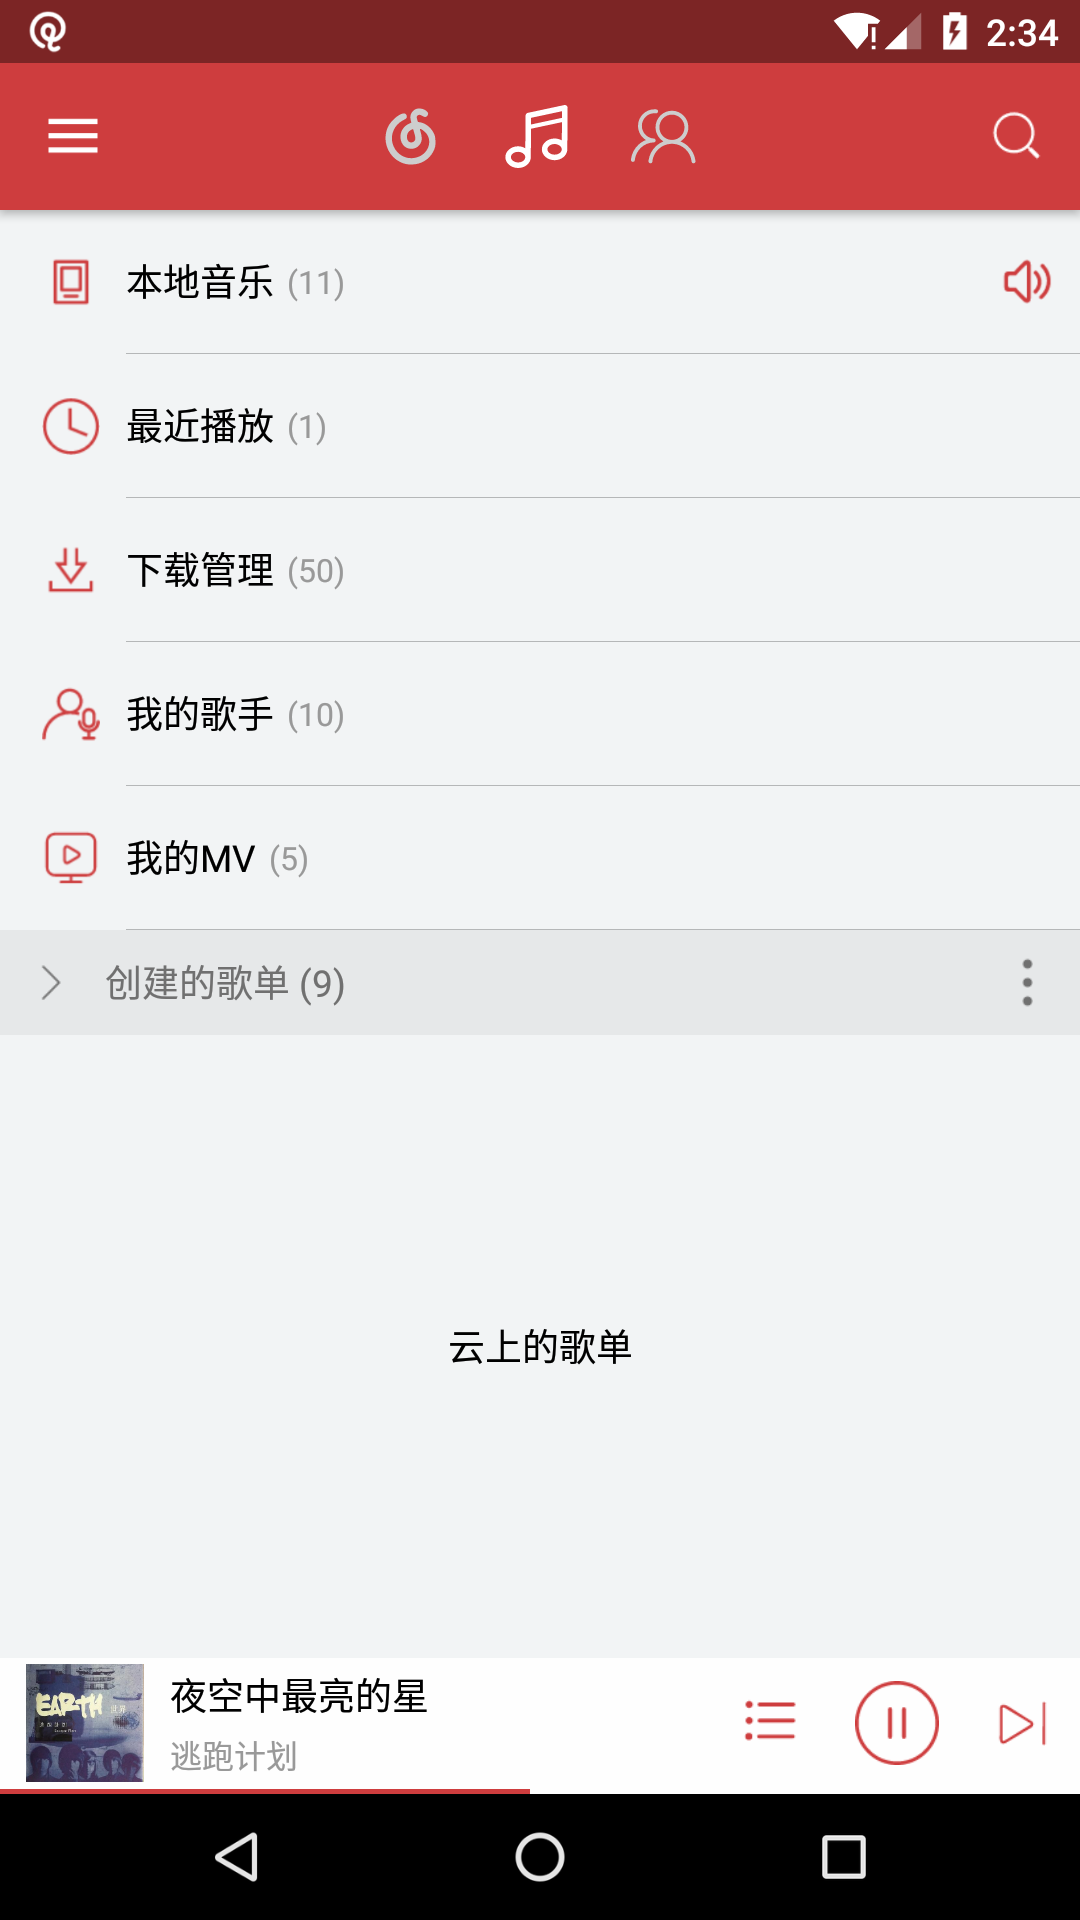 2:34
本地音乐 (11)
最近播放 (1)
下载管理 (50)
我的歌手 (10)
我的MV (5)
创建的歌单 (9)
云上的歌单
EARTH 世界
夜空中最亮的星
逃跑计划